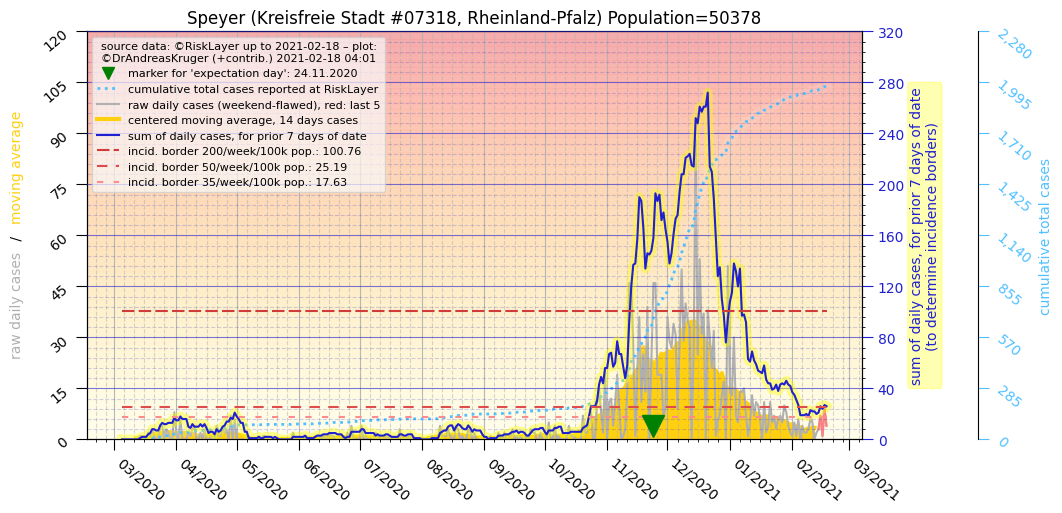 Speyer (Kreisfreie Stadt #07318, Rheinland-Pfalz) Population=50378
source data: ©RiskLayer up to 2021-02-18 – plot:
©DrAndreasKruger (+contrib.) 2021-02-18 04:01
marker for 'expectation day': 24.11.2020
cumulative total cases reported at RiskLayer
raw daily cases (weekend-flawed), red: last 5
centered moving average, 14 days cases
sum of daily cases, for prior 7 days of date
incid. border 200/week/100k pop.: 100.76
incid. border 50/week/100k pop.: 25.19
incid. border 35/week/100k pop.: 17.63
raw daily cases / moving average
120
105
90
75
60
45
30
15
0
320
280
240
200
160
120
80
40
0
sum of daily cases, for prior 7 days of date
(to determine incidence borders)
2,280
1,995
1,710
1,425
1,140
855
570
285
0
cumulative total cases
03/2020
04/2020
05/2020
06/2020
07/2020
08/2020
09/2020
10/2020
11/2020
12/2020
01/2021
02/2021
03/2021